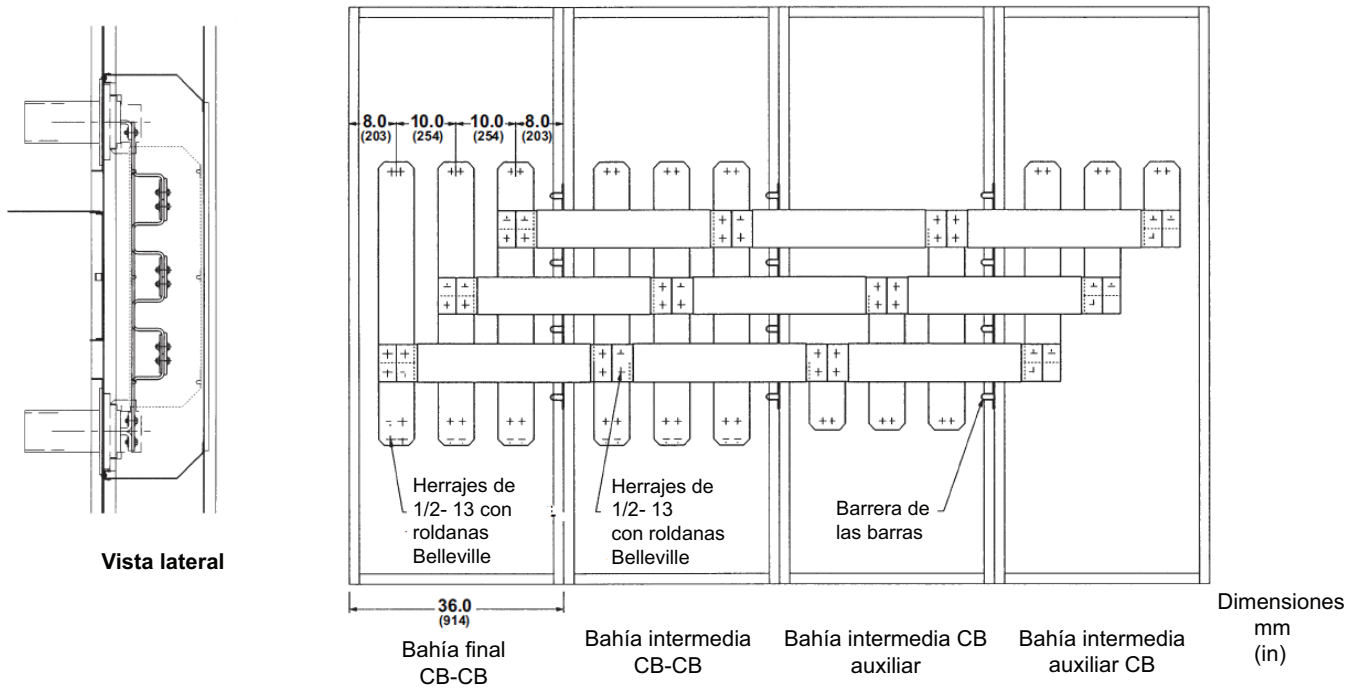 8.0 10.0 10.0 8.0
(203) (254) (254) (203)
Herrajes de
1/2- 13 con
roldanas
Belleville
Herrajes de
1/2- 13
con roldanas
Belleville
Barrera de
las barras
Vista lateral
36.0
(914)
Bahía final
CB-CB
Bahía intermedia
CB-CB
Bahía intermedia CB
auxiliar
Bahía intermedia
auxiliar CB
Dimensiones
mm
(in)